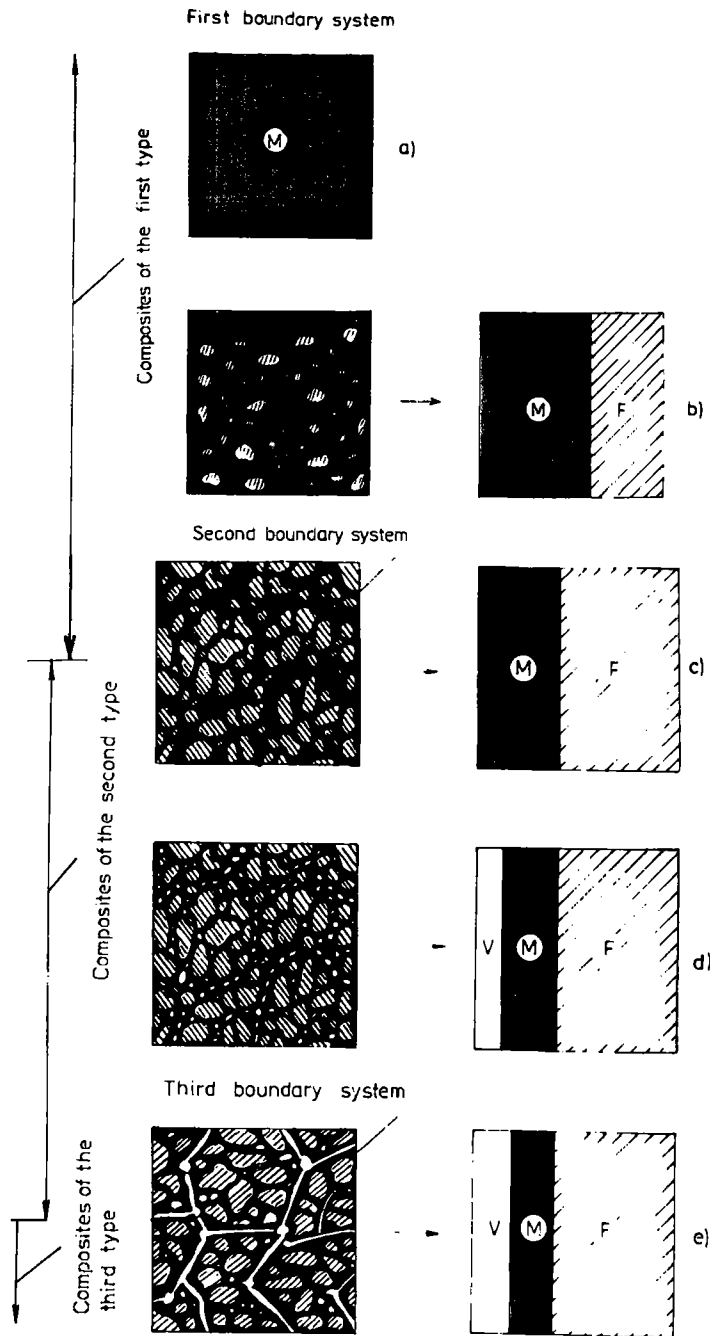 First boundary system
M
a)
Composites of the first type
M
F
b)
Second boundary system
M
F
c)
Composites of the second type
V
M
F
d)
Third boundary system
V
M
F
e)
Composites of the
third type